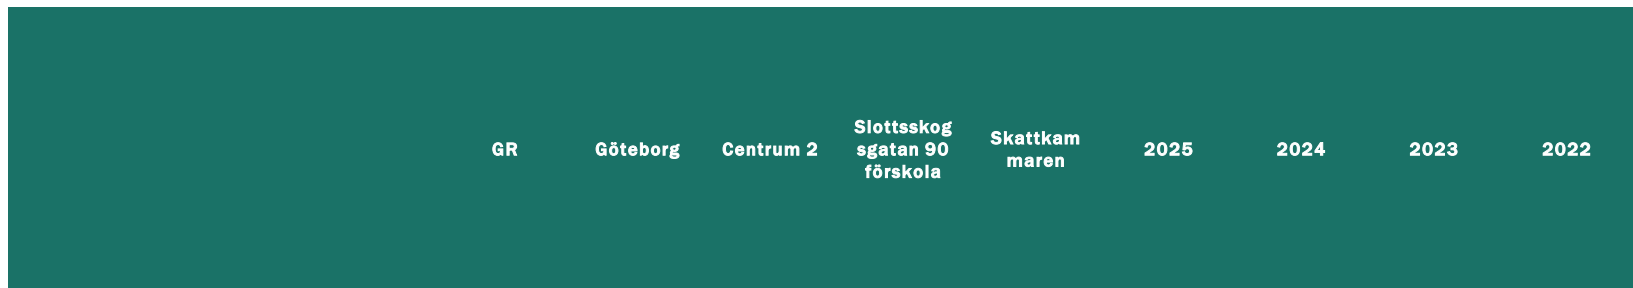 GR
Göteborg
Centrum 2
Slottsskog
sgatan 90
förskola
Skattkam
maren
2025
2024
2023
2022